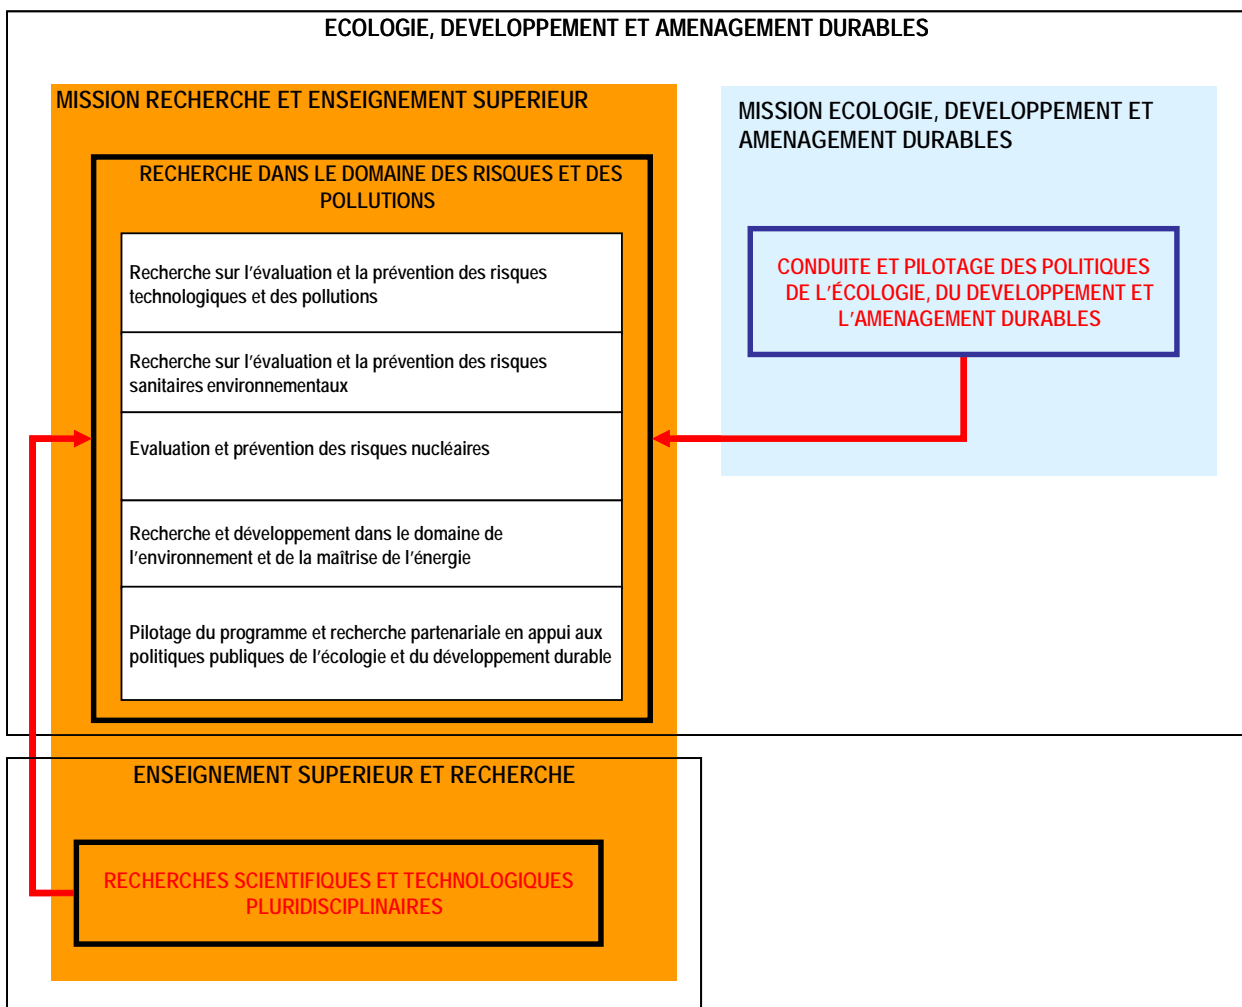 ECOLOGIE, DEVELOPPEMENT ET AMENAGEMENT DURABLES
MISSION RECHERCHE ET ENSEIGNEMENT SUPERIEUR
RECHERCHE DANS LE DOMAINE DES RISQUES ET DES
POLLUTIONS
Recherche sur l'évaluation et la prévention des risques
technologiques et des pollutions
Recherche sur l'évaluation et la prévention des risques
sanitaires environnementaux
Evaluation et prévention des risques nucléaires
Recherche et développement dans le domaine de
l'environnement et de la maîtrise de l'énergie
Pilotage du programme et recherche partenariale en appui aux
politiques publiques de l'écologie et du développement durable
MISSION ECOLOGIE, DEVELOPPEMENT ET
AMENAGEMENT DURABLES
CONDUITE ET PILOTAGE DES POLITIQUES
DE L'ÉCOLOGIE, DU DEVELOPPEMENT ET
L'AMENAGEMENT DURABLES
ENSEIGNEMENT SUPERIEUR ET RECHERCHE
RECHERCHES SCIENTIFIQUES ET TECHNOLOGIQUES
PLURIDISCIPLINAIRES